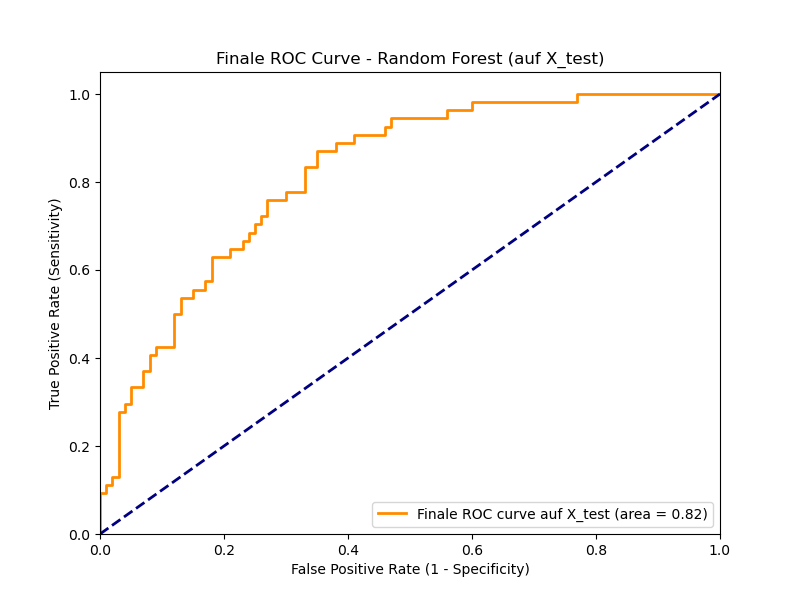 Finale ROC Curve - Random Forest (auf X_test)
True Positive Rate (Sensitivity)
1.0
0.8
0.6
0.4
0.2
0.0
0.0 0.2 0.4 0.6 0.8 1.0
Finale ROC curve auf X_test (area = 0.82)
False Positive Rate (1 - Specificity)